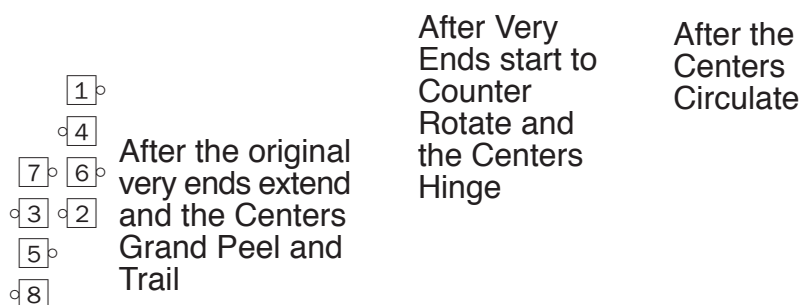 1
4
7 6
3 2
5
8
After the original
very ends extend
and the Centers
Grand Peel and
Trail
After Very
Ends start to
Counter
Rotate and
the Centers
Hinge
After the
Centers
Circulate